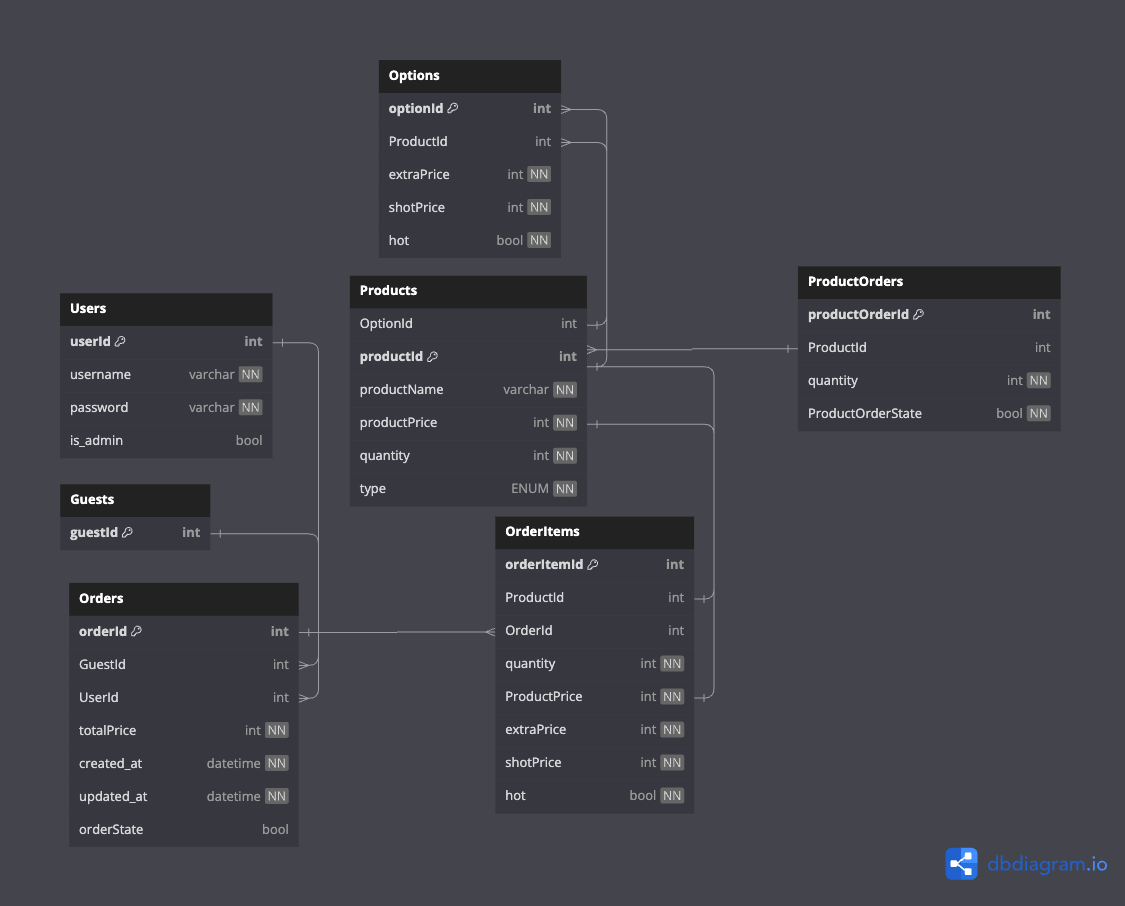 Options
optionId int
ProductId int
extraPrice int NN
shotPrice int NN
hot bool NN
Products
OptionId int
productId int
productName varchar NN
productPrice int NN
quantity int NN
type ENUM NN
ProductOrders
productOrderId int
ProductId int
quantity int NN
ProductOrderState bool NN
Users
userId int
username varchar NN
password varchar NN
is_admin bool
Guests
guestId int
Orders
orderId int
GuestId int
UserId int
totalPrice int NN
created_at datetime NN
updated_at datetime NN
orderState bool
OrderItems
orderItemId int
ProductId int
OrderId int
quantity int NN
ProductPrice int NN
extraPrice int NN
shotPrice int NN
hot bool NN
dbdiagram.io